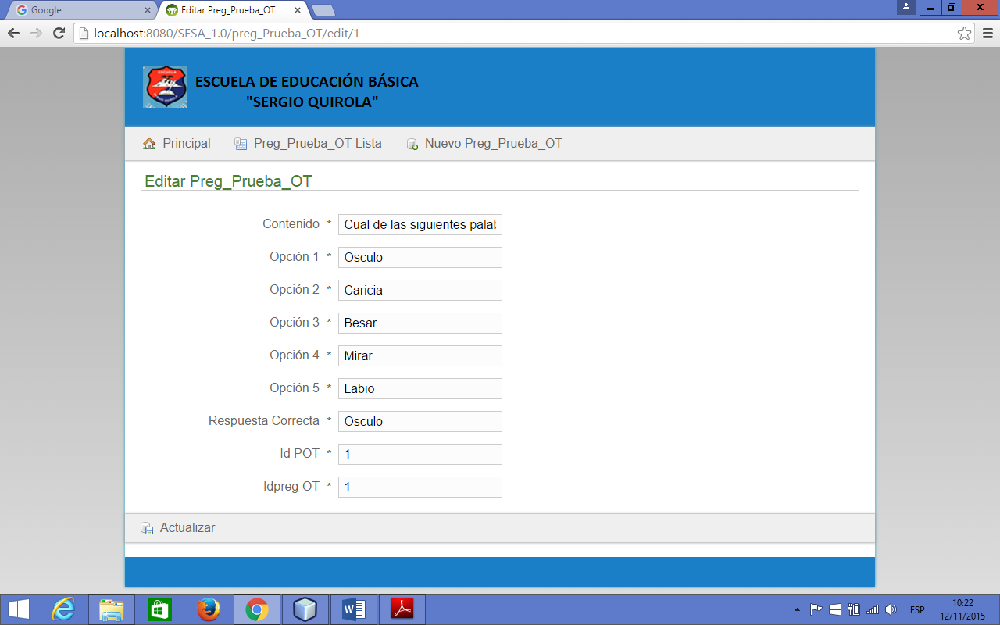 Google
Editar Preg_Prueba_OT
localhost:8080/SESA_1.0/preg_Prueba_OT/edit/1
ESCUELA
ESCUELA DE EDUCACIÓN BÁSICA
"SERGIO QUIROLA"
Principal Preg_Prueba_OT Lista Nuevo Preg_Prueba_OT
Editar Preg_Prueba_OT
Contenido * Cual de las siguientes palab
Opción 1 * Osculo
Opción 2 * Caricia
Opción 3 * Besar
Opción 4 * Mirar
Opción 5 * Labio
Respuesta Correcta * Osculo
Id POT * 1
Idpreg OT * 1
Actualizar
ESP
10:22
12/11/2015